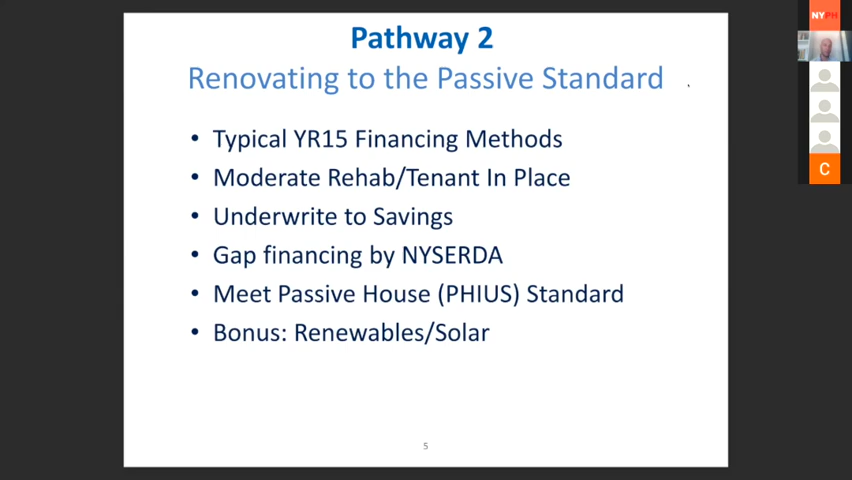 Pathway 2
Renovating to the Passive Standard
• Typical YR15 Financing Methods
• Moderate Rehab/Tenant In Place
• Underwrite to Savings
• Gap financing by NYSERDA
• Meet Passive House (PHIUS) Standard
• Bonus: Renewables/Solar
5
NYPH
C